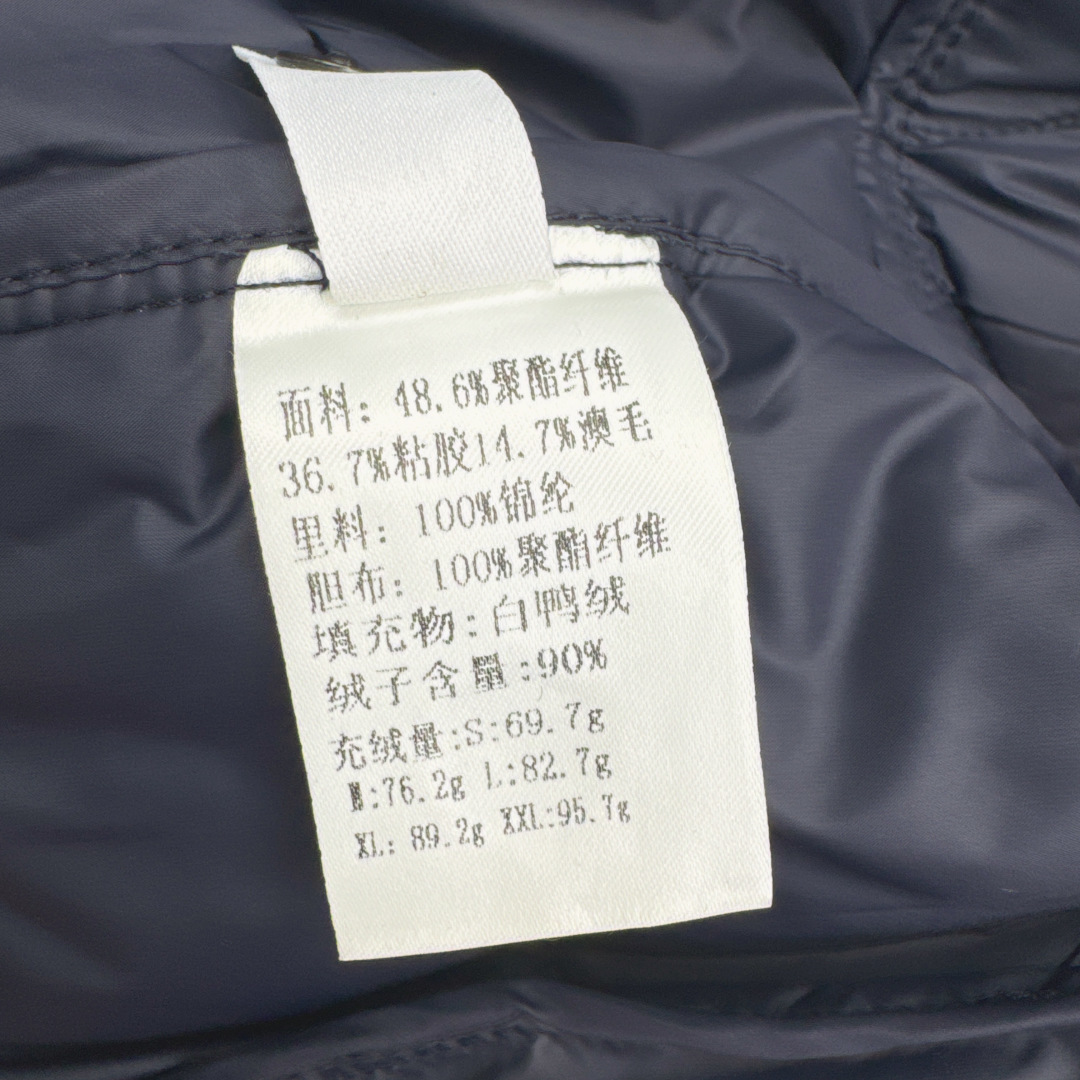 面料: 48.6%聚酯纤维
36.7%粘胶14.7%澳毛
里料: 100%锦纶
胆布: 100%聚酯纤维
填充物:白鸭绒
绒子含量:90%
充绒量:S:69.7g
M:76.2g L:82.7g
XL: 89.2g XXL:95.7g